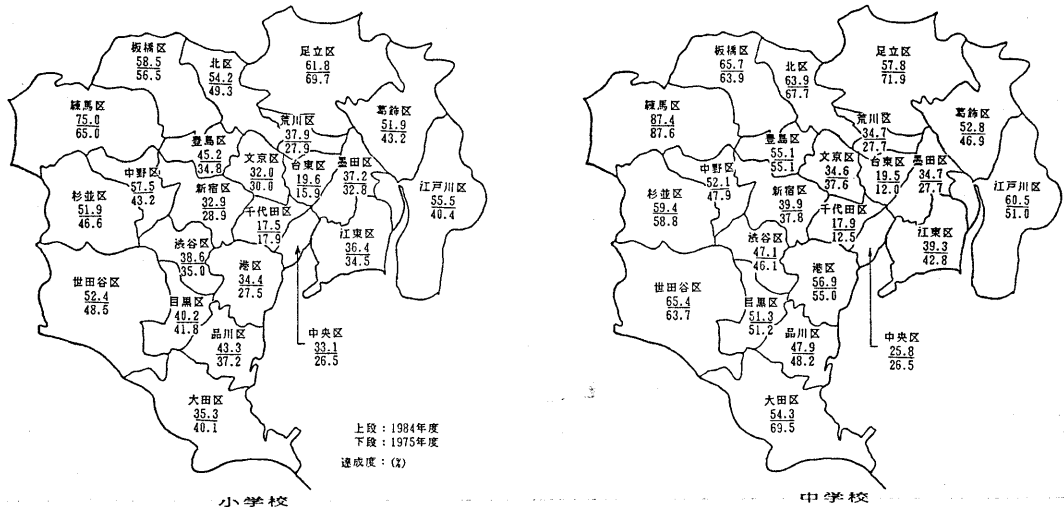 板橋区
58.5
56.5
北区
54.2
49.3
足立区
61.8
69.7
練馬区
75.0
65.0
豊島区
45.2
34.8
荒川区
37.9
27.9
葛飾区
51.9
43.2
中野区
57.5
43.2
文京区
32.0
30.0
台東区
19.6
15.9
墨田区
37.2
32.8
江戸川区
55.5
40.4
杉並区
51.9
46.6
新宿区
32.9
28.9
千代田区
17.5
17.9
江東区
36.4
34.5
渋谷区
38.6
35.0
港区
34.4
27.5
世田谷区
52.4
48.5
目黒区
40.2
41.8
品川区
43.3
37.2
中央区
33.1
26.5
大田区
35.3
40.1
上段:1984年度
下段:1975年度
達成度:(%)
小学校
板橋区
65.7
63.9
北区
63.9
67.7
足立区
57.8
71.9
練馬区
87.4
87.6
豊島区
55.1
55.1
荒川区
34.7
27.7
葛飾区
52.8
46.9
中野区
52.1
47.9
文京区
34.6
37.6
台東区
19.5
12.0
墨田区
34.7
27.7
江戸川区
60.5
51.0
杉並区
59.4
58.8
新宿区
39.9
37.8
千代田区
17.9
12.5
江東区
39.3
42.8
渋谷区
47.1
46.1
港区
56.9
55.0
世田谷区
65.4
63.7
目黒区
51.3
51.2
品川区
47.9
48.2
中央区
25.8
26.5
大田区
54.3
69.5
中学校